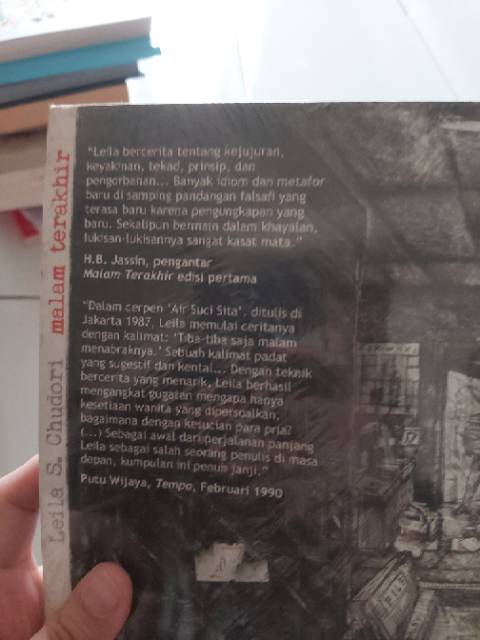 "Leila bercerita tentang kejujuran,
keyakinan, tekad, prinsip, dan
pengorbanan... Banyak idiom dan metafor
baru di samping pandangan falsafi yang
terasa baru karena pengungkapan yang
baru. Sekalipun bermain dalam khayalan,
lukisan-lukisannya sangat kasat mata."
H.B. Jassin, pengantar
Malam Terakhir edisi pertama
"Dalam cerpen 'Air Suci Sita', ditulis di
Jakarta 1987, Leila memulai ceritanya
dengan kalimat: 'Tiba-tiba saja malam
menabraknya.' Sebuah kalimat padat
yang sugestif dan kental... Dengan teknik
bercerita yang menarik, Leila berhasil
mengangkat gugatan mengapa hanya
kesetiaan wanita yang dipersoalkan,
bagaimana dengan kesucian para pria?
(...) Sebagai awal dari perjalanan panjang
Leila sebagai salah seorang penulis di masa
depan, kumpulan ini penuh janji."
Putu Wijaya, Tempo, Februari 1990
Leila S. Chudori malam terakhir